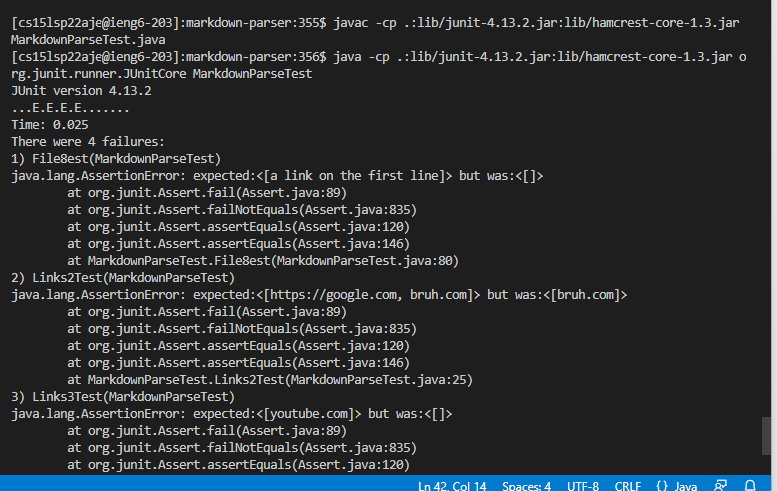 [cs15lsp22aje@ieng6-203]:markdown-parser:355$ javac -cp .:lib/junit-4.13.2.jar:lib/hamcrest-core-1.3.jar
MarkdownParseTest.java
[cs15lsp22aje@ieng6-203]:markdown-parser:356$ java -cp .:lib/junit-4.13.2.jar:lib/hamcrest-core-1.3.jar o
rg.junit.runner.JUnitCore MarkdownParseTest
JUnit version 4.13.2
...E.E.E.E.......
Time: 0.025
There were 4 failures:
1) File8est(MarkdownParseTest)
java.lang.AssertionError: expected:<[a link on the first line]> but was:<[]>
        at org.junit.Assert.fail(Assert.java:89)
        at org.junit.Assert.failNotEquals(Assert.java:835)
        at org.junit.Assert.assertEquals(Assert.java:120)
        at org.junit.Assert.assertEquals(Assert.java:146)
        at MarkdownParseTest.File8est(MarkdownParseTest.java:80)
2) Links2Test(MarkdownParseTest)
java.lang.AssertionError: expected:<[https://google.com, bruh.com]> but was:<[bruh.com]>
        at org.junit.Assert.fail(Assert.java:89)
        at org.junit.Assert.failNotEquals(Assert.java:835)
        at org.junit.Assert.assertEquals(Assert.java:120)
        at org.junit.Assert.assertEquals(Assert.java:146)
        at MarkdownParseTest.Links2Test(MarkdownParseTest.java:25)
3) Links3Test(MarkdownParseTest)
java.lang.AssertionError: expected:<[youtube.com]> but was:<[]>
        at org.junit.Assert.fail(Assert.java:89)
        at org.junit.Assert.failNotEquals(Assert.java:835)
        at org.junit.Assert.assertEquals(Assert.java:120)
Ln 42, Col 14 Spaces: 4 UTF-8 CRLF {} Java